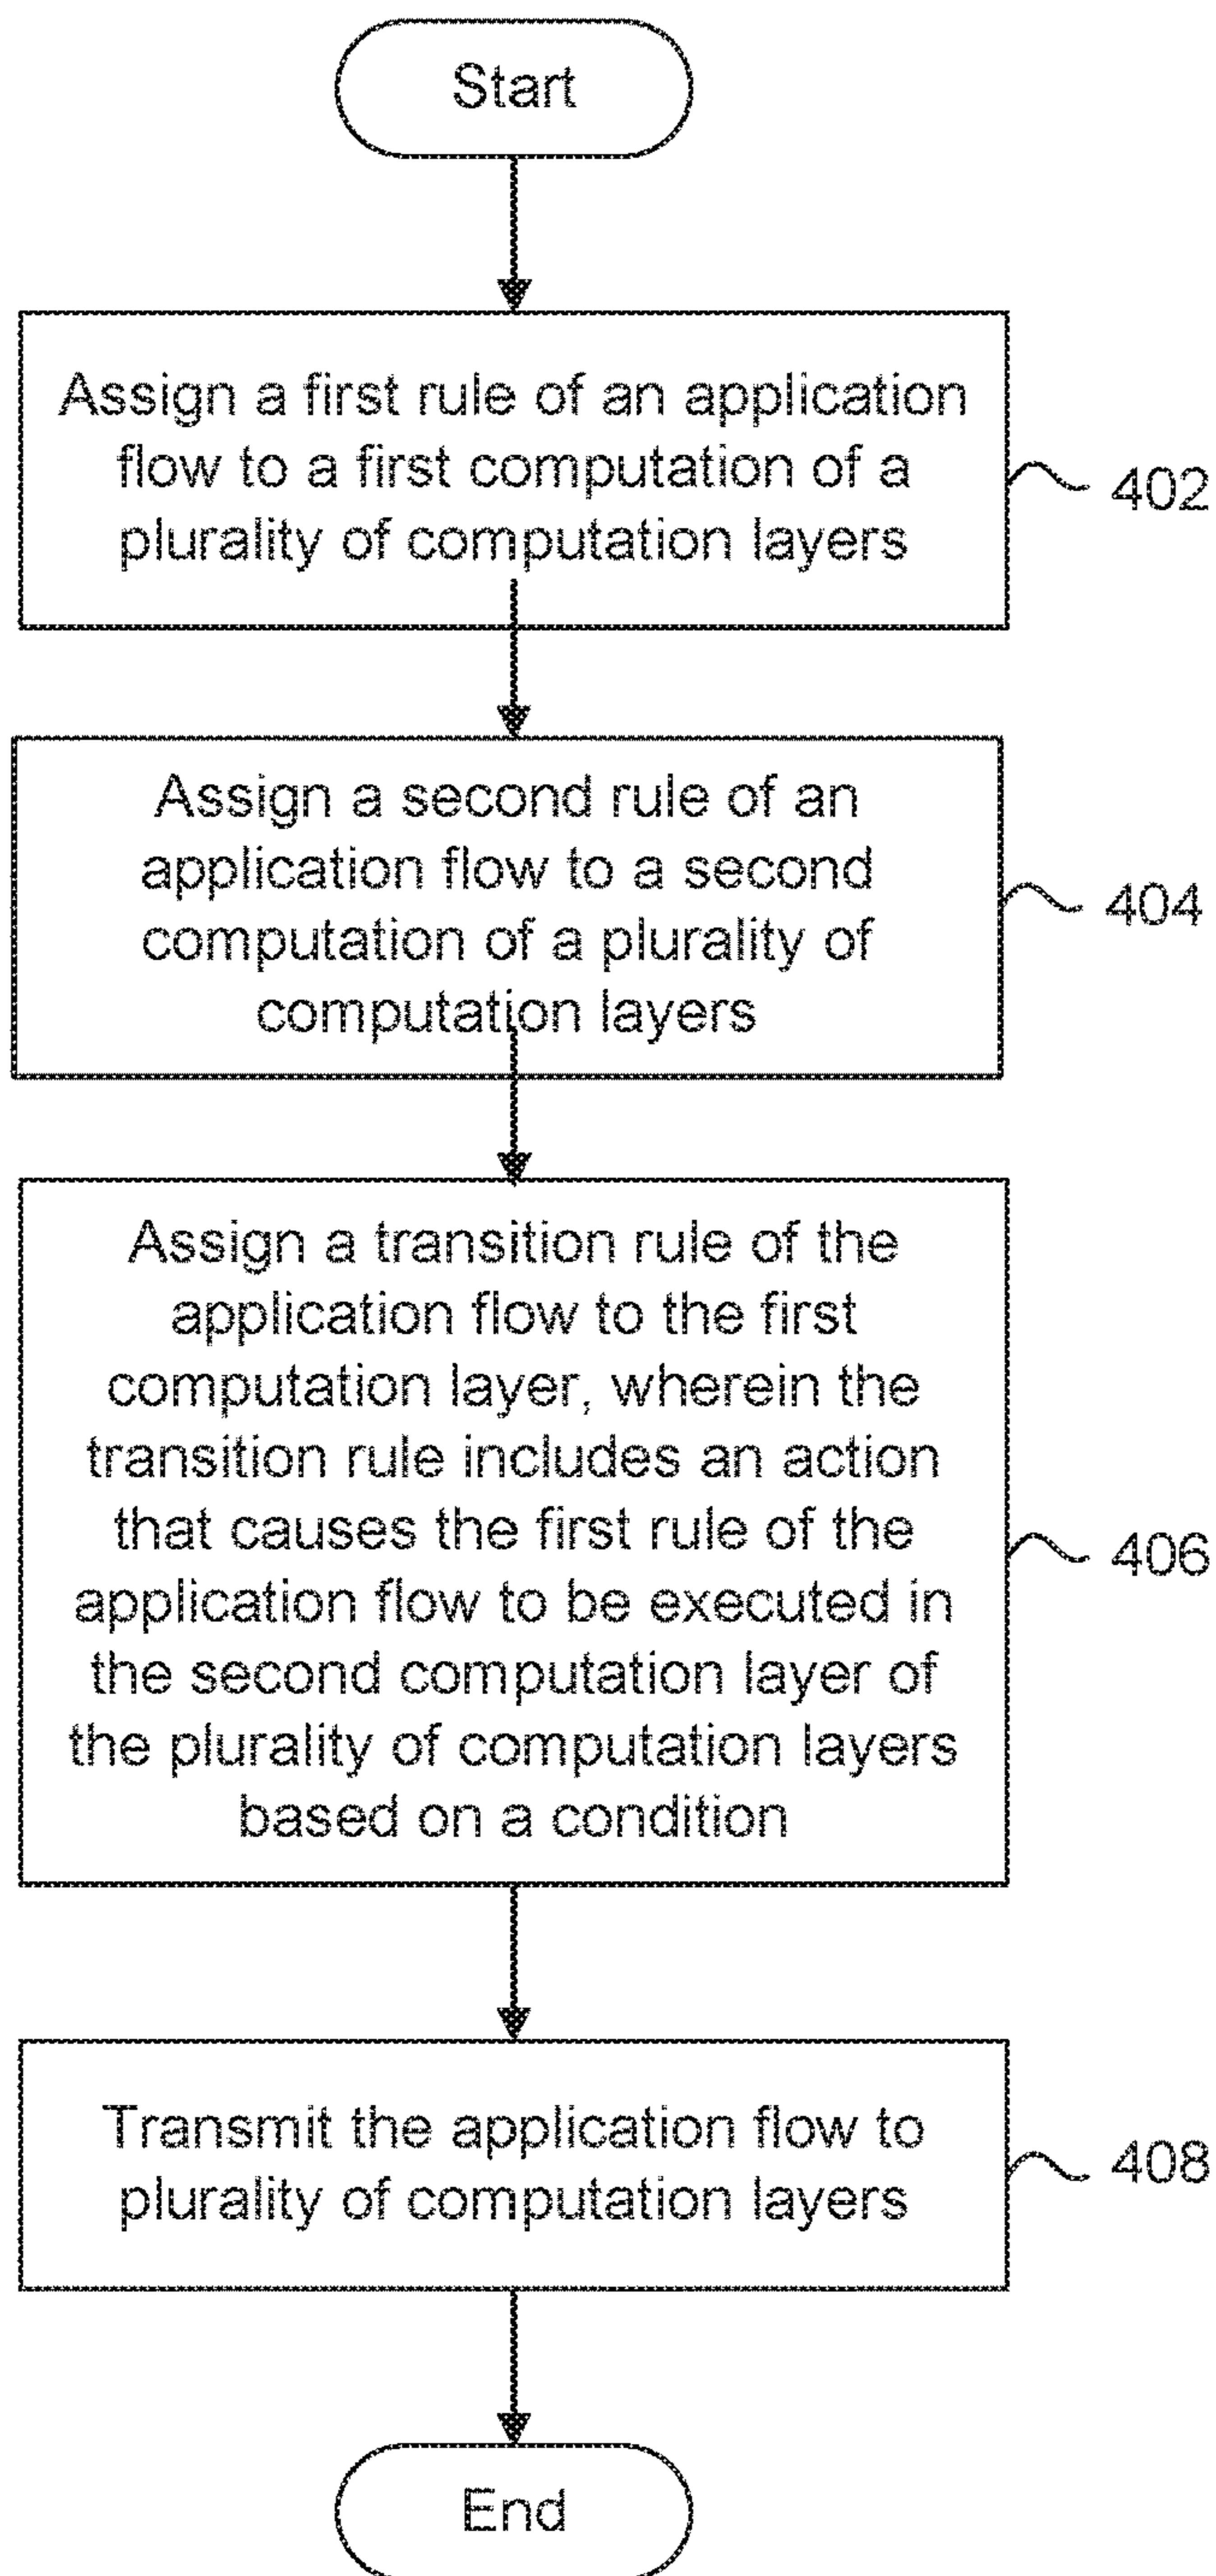 Start
Assign a first rule of an application
flow to a first computation of a
plurality of computation layers
402
Assign a second rule of an
application flow to a second
computation of a plurality of
computation layers
404
Assign a transition rule of the
application flow to the first
computation layer, wherein the
transition rule includes an action
that causes the first rule of the
application flow to be executed in
the second computation layer of
the plurality of computation layers
based on a condition
406
Transmit the application flow to
plurality of computation layers
408
End